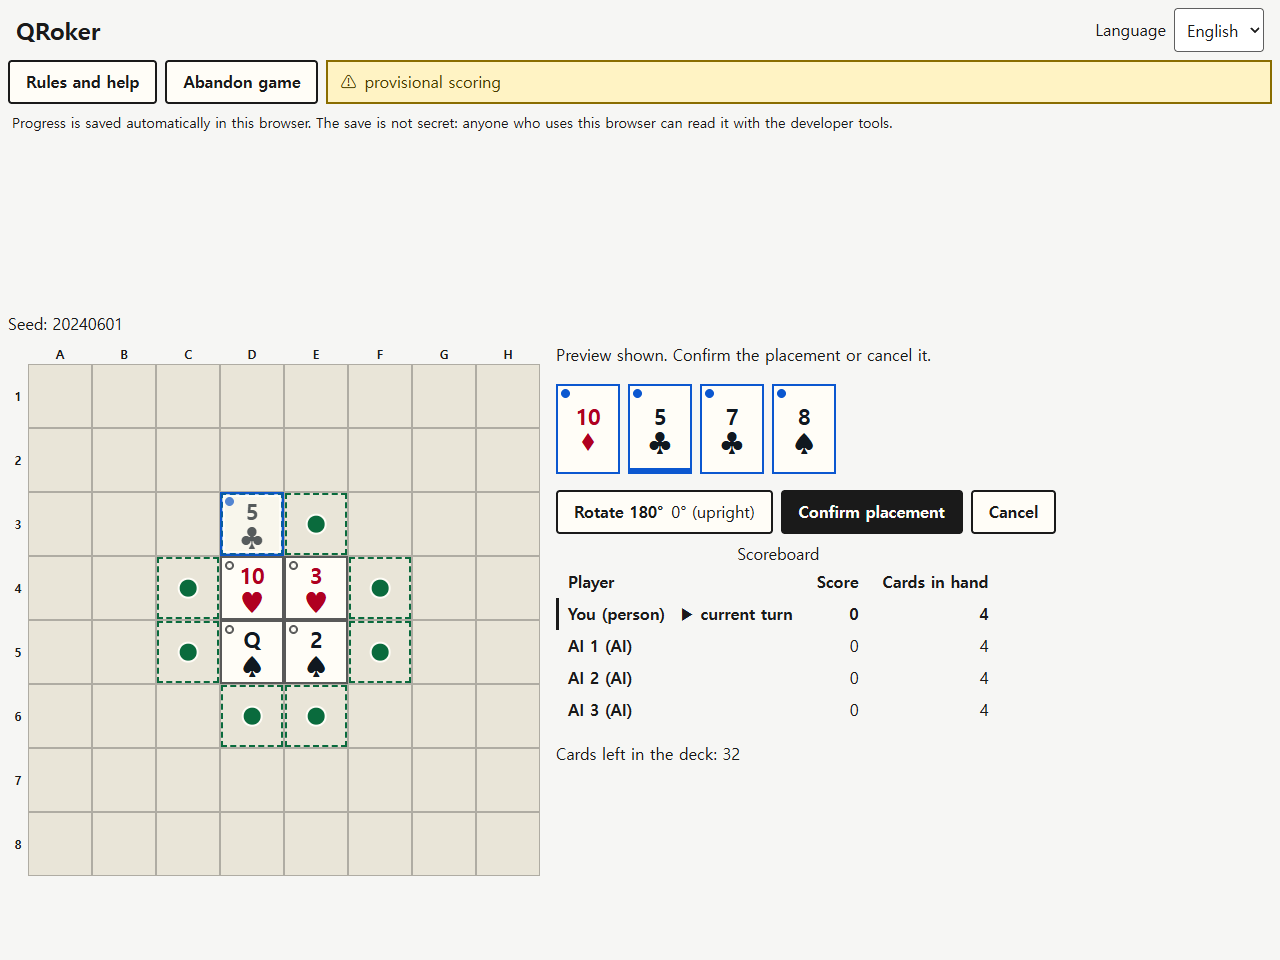 QRoker
Language English
Rules and help Abandon game ⚠ provisional scoring
Progress is saved automatically in this browser. The save is not secret: anyone who uses this browser can read it with the developer tools.
Seed: 20240601
A B C D E F G H
1
2
3
4
5
6
7
8
5♣
10♥ 3♥
Q♠ 2♠
Preview shown. Confirm the placement or cancel it.
10♦ 5♣ 7♣ 8♠
Rotate 180° 0° (upright) Confirm placement Cancel
Scoreboard
Player Score Cards in hand
You (person) ▶ current turn 0 4
AI 1 (AI) 0 4
AI 2 (AI) 0 4
AI 3 (AI) 0 4
Cards left in the deck: 32